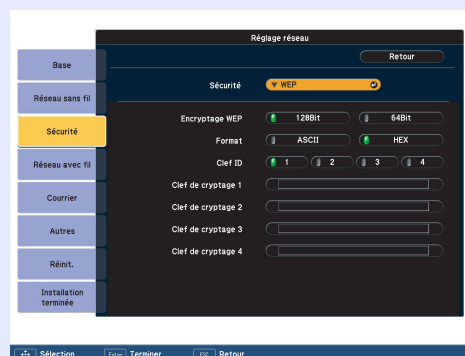 Réglage réseau
Retour
Base
Réseau sans fil
Sécurité
Réseau avec fil
Courrier
Autres
Réinit.
Installation
terminée
Sécurité WEP
Encryptage WEP 128Bit 64Bit
Format ASCII HEX
Clef ID 1 2 3 4
Clef de cryptage 1
Clef de cryptage 2
Clef de cryptage 3
Clef de cryptage 4
Sélection Enter Terminer ESC Retour